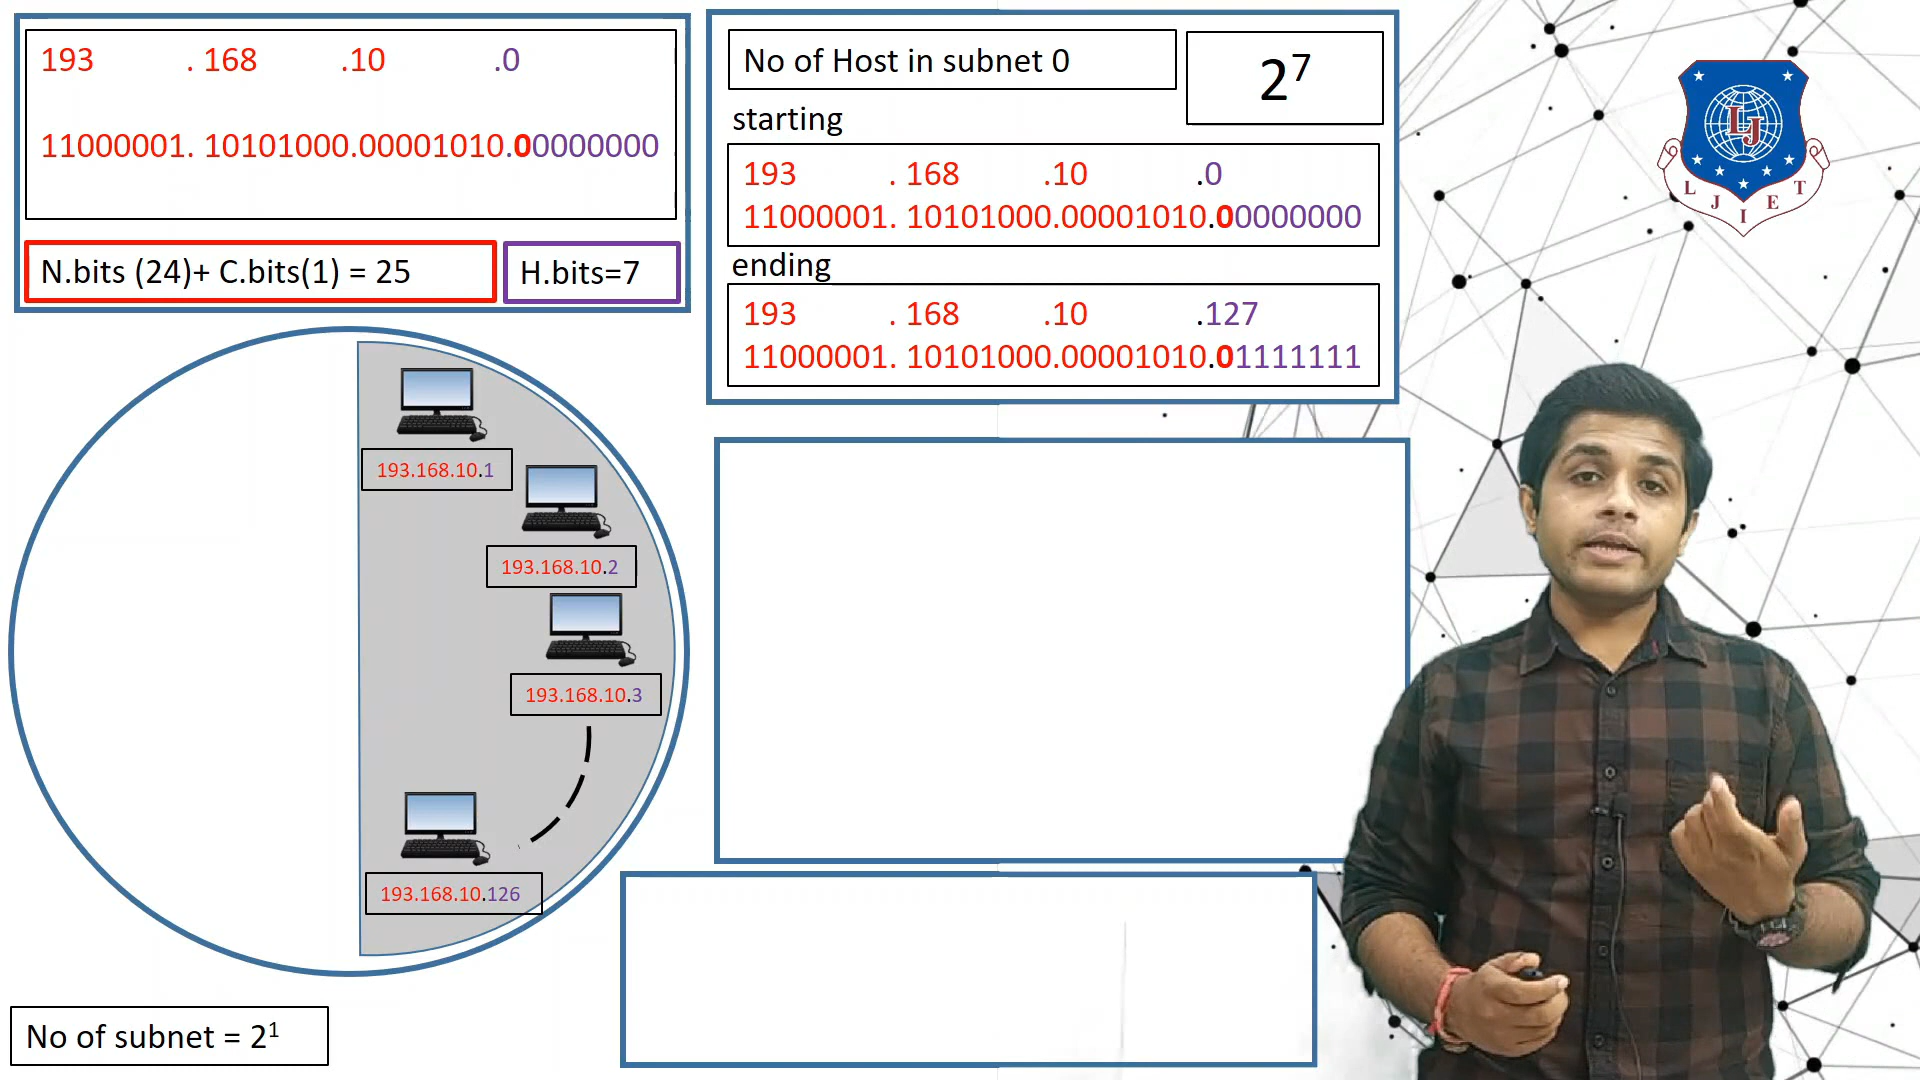 193 . 168 .10 .0
11000001. 10101000.00001010.00000000
N.bits (24)+ C.bits(1) = 25
H.bits=7
No of Host in subnet 0
2⁷
starting
193 . 168 .10 .0
11000001. 10101000.00001010.00000000
ending
193 . 168 .10 .127
11000001. 10101000.00001010.01111111
193.168.10.1
193.168.10.2
193.168.10.3
193.168.10.126
No of subnet = 2¹
LJ
L J I E T